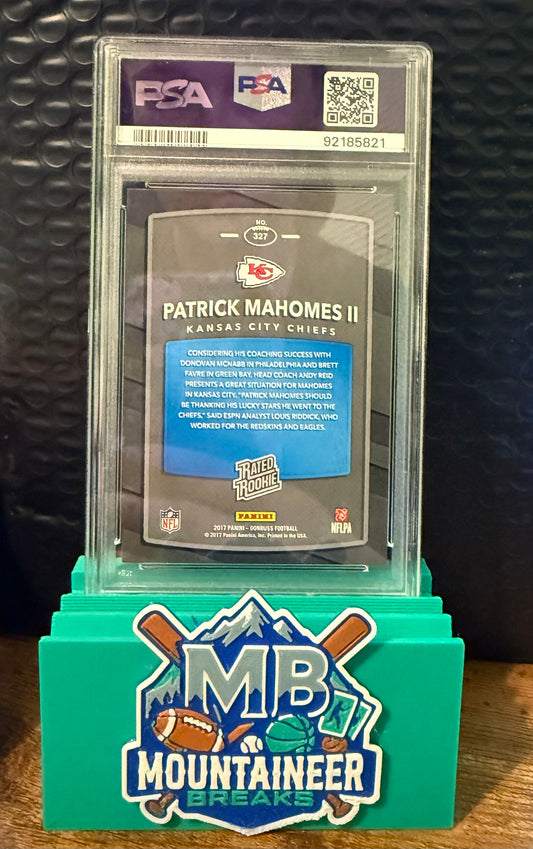 PSA PSA
92185821
NO.
327
KC
PATRICK MAHOMES II
KANSAS CITY CHIEFS
CONSIDERING HIS COACHING SUCCESS WITH
DONOVAN MCNABB IN PHILADELPHIA AND BRETT
FAVRE IN GREEN BAY, HEAD COACH ANDY REID
PRESENTS A GREAT SITUATION FOR MAHOMES
IN KANSAS CITY. "PATRICK MAHOMES SHOULD
BE THANKING HIS LUCKY STARS HE WENT TO THE
CHIEFS," SAID ESPN ANALYST LOUIS RIDDICK, WHO
WORKED FOR THE REDSKINS AND EAGLES.
RATED
ROOKIE
NFL PANINI NFLPA
2017 PANINI – DONRUSS FOOTBALL
© 2017 Panini America, Inc. Printed in the USA.
MB
MOUNTAINEER
BREAKS